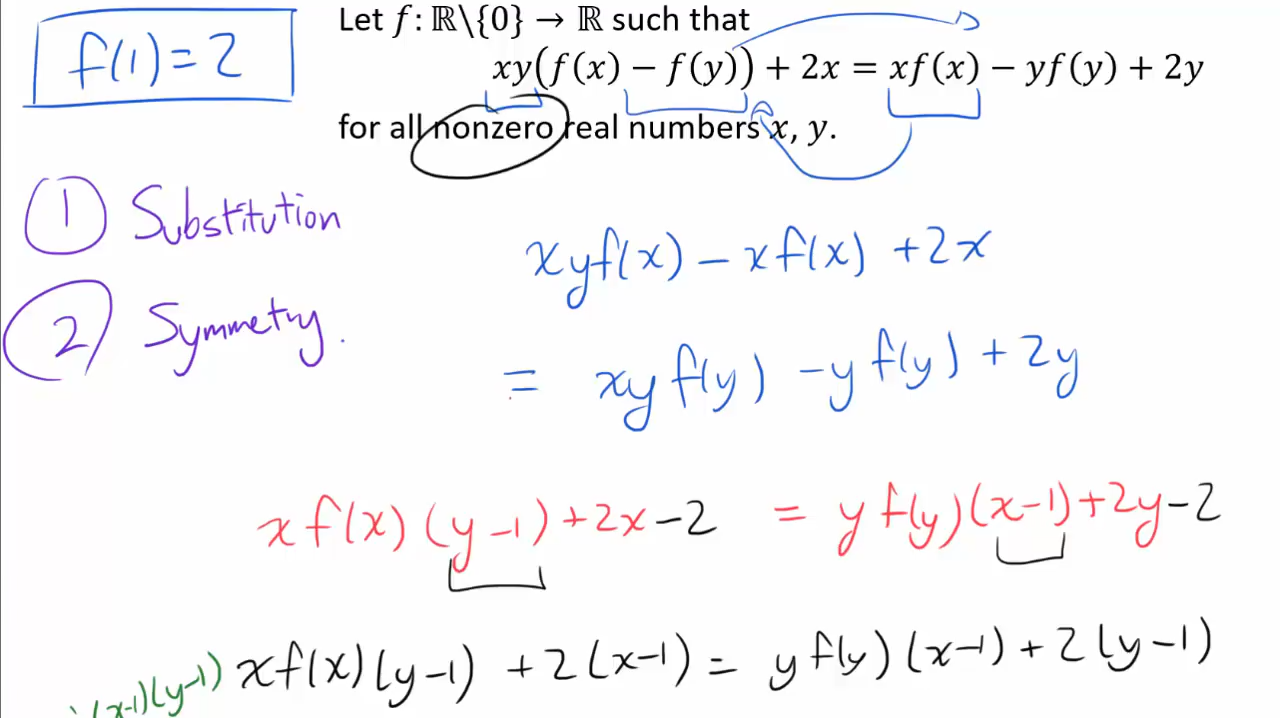 f(1) = 2
Let f: ℝ\{0} → ℝ such that
xy(f(x) − f(y)) + 2x = xf(x) − yf(y) + 2y
for all nonzero real numbers x, y.
1 Substitution
2 Symmetry.
xyf(x) − xf(x) + 2x
= xyf(y) − yf(y) + 2y
xf(x)(y−1) + 2x − 2 = yf(y)(x−1) + 2y − 2
xf(x)(y−1) + 2(x−1) = yf(y)(x−1) + 2(y−1)
(x-1)(y-1)